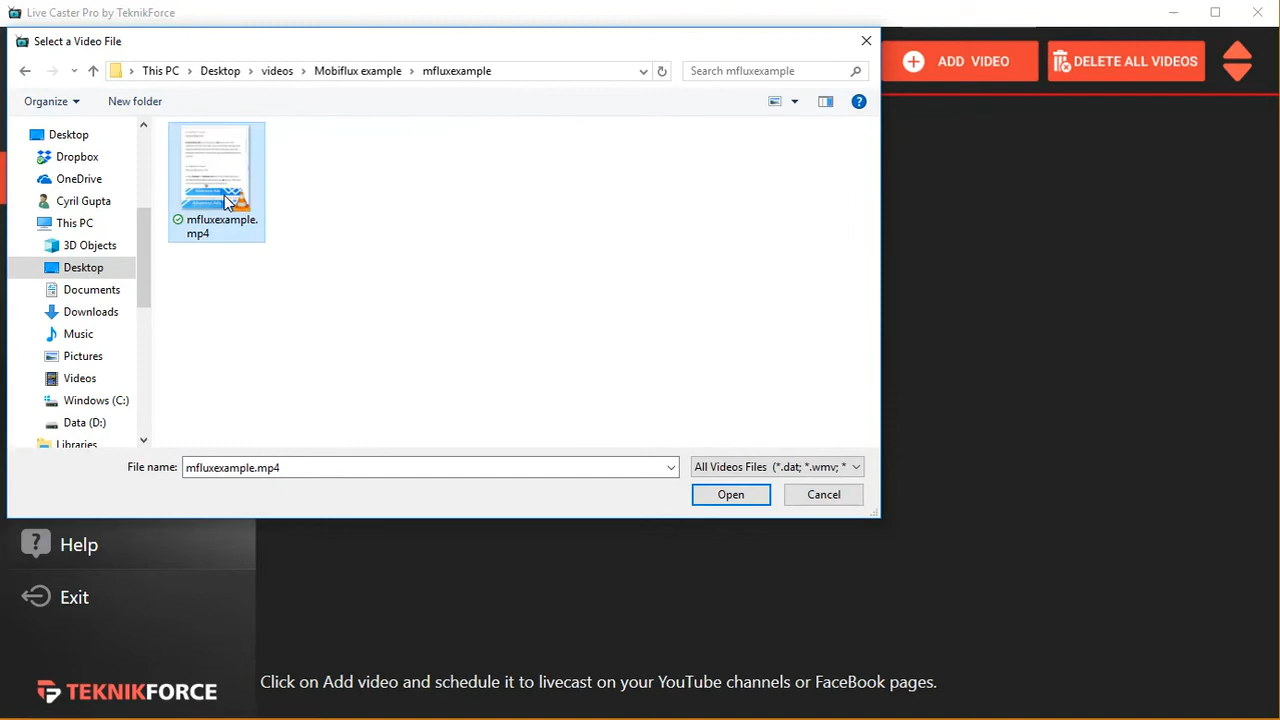 Live Caster Pro by TeknikForce
Select a Video File
This PC > Desktop > videos > Mobiflux example > mfluxexample
Search mfluxexample
ADD VIDEO
DELETE ALL VIDEOS
Organize
New folder
Desktop
Dropbox
OneDrive
Cyril Gupta
This PC
3D Objects
Desktop
Documents
Downloads
Music
Pictures
Videos
Windows (C:)
Data (D:)
Libraries
mfluxexample.
mp4
File name:
mfluxexample.mp4
All Videos Files (*.dat; *.wmv; *
Open
Cancel
Help
Exit
TEKNIKFORCE
Click on Add video and schedule it to livecast on your YouTube channels or FaceBook pages.